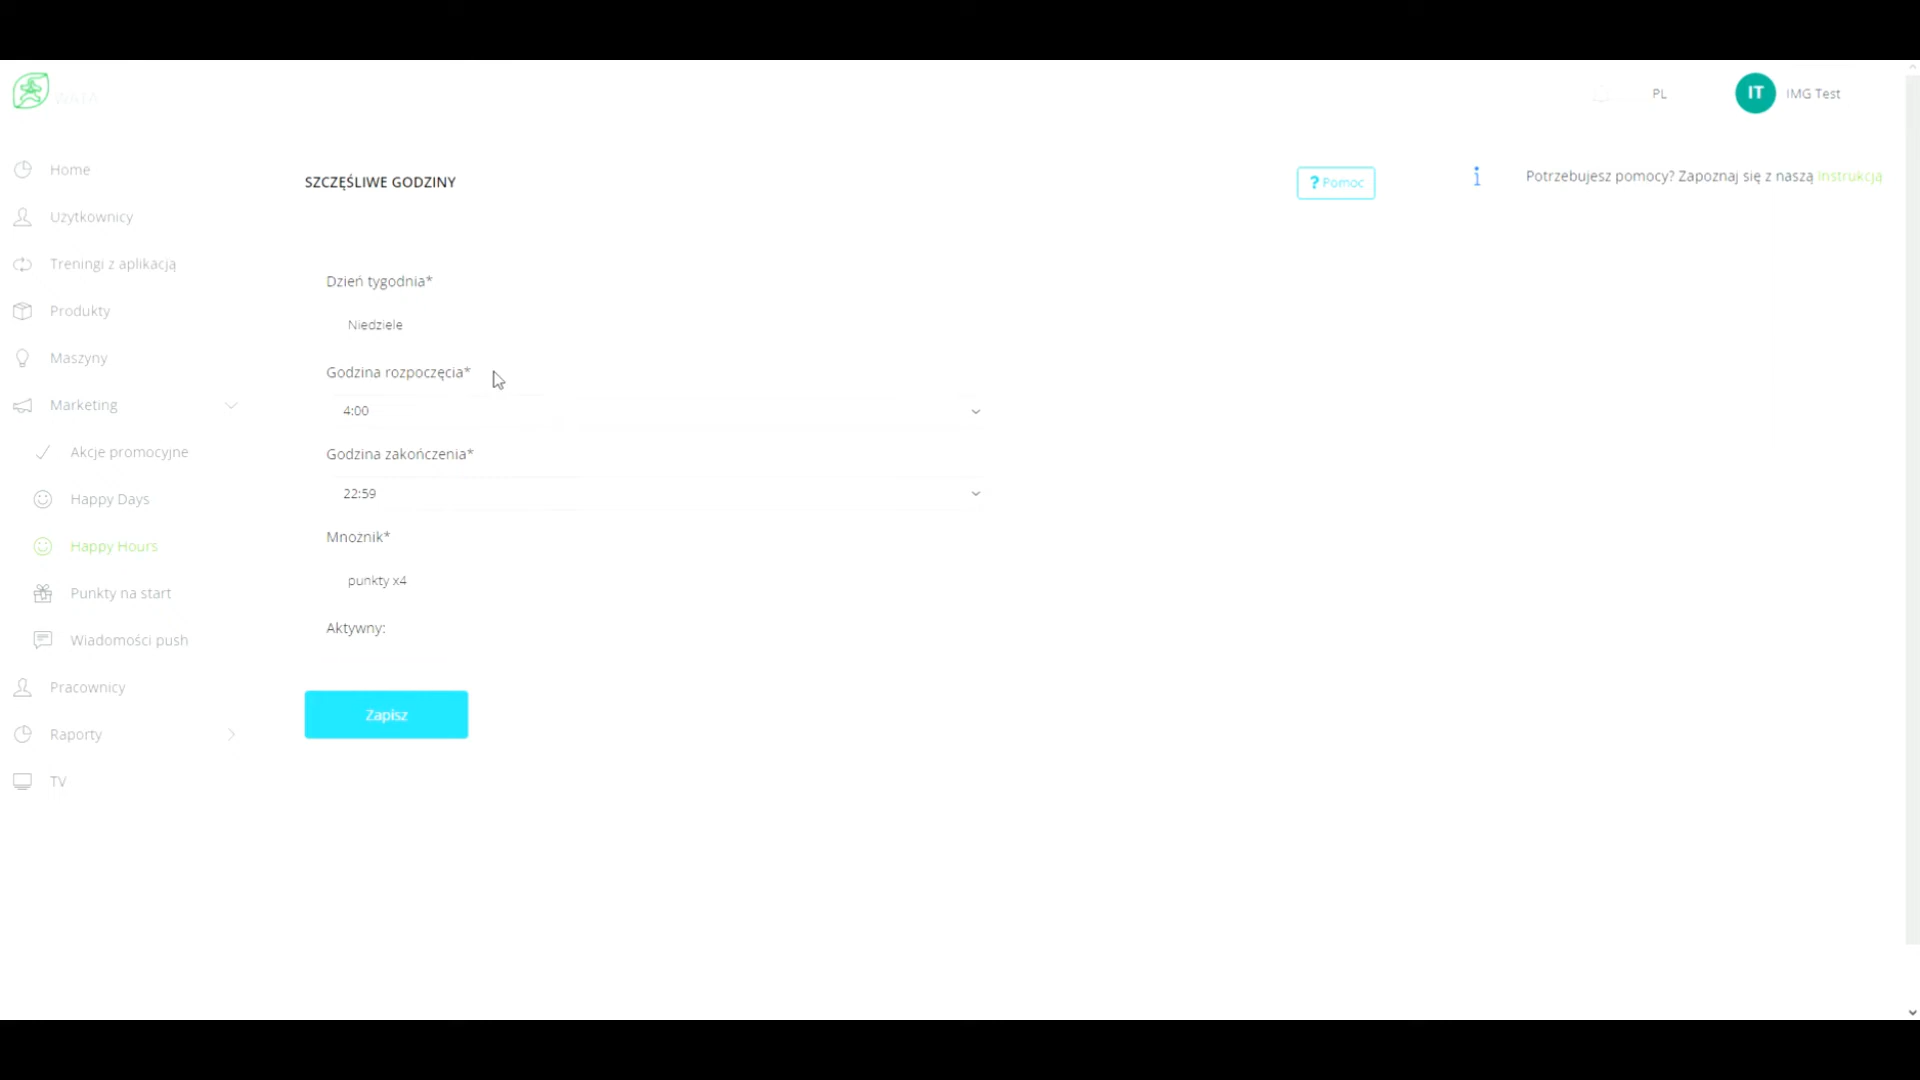 WATA
PL
IT
IMG Test
Home
Użytkownicy
Treningi z aplikacją
Produkty
Maszyny
Marketing
Akcje promocyjne
Happy Days
Happy Hours
Punkty na start
Wiadomości push
Pracownicy
Raporty
TV
SZCZĘŚLIWE GODZINY
? Pomoc
i
Potrzebujesz pomocy? Zapoznaj się z naszą Instrukcją
Dzień tygodnia*
Niedziele
Godzina rozpoczęcia*
4:00
Godzina zakończenia*
22:59
Mnożnik*
punkty x4
Aktywny:
Zapisz